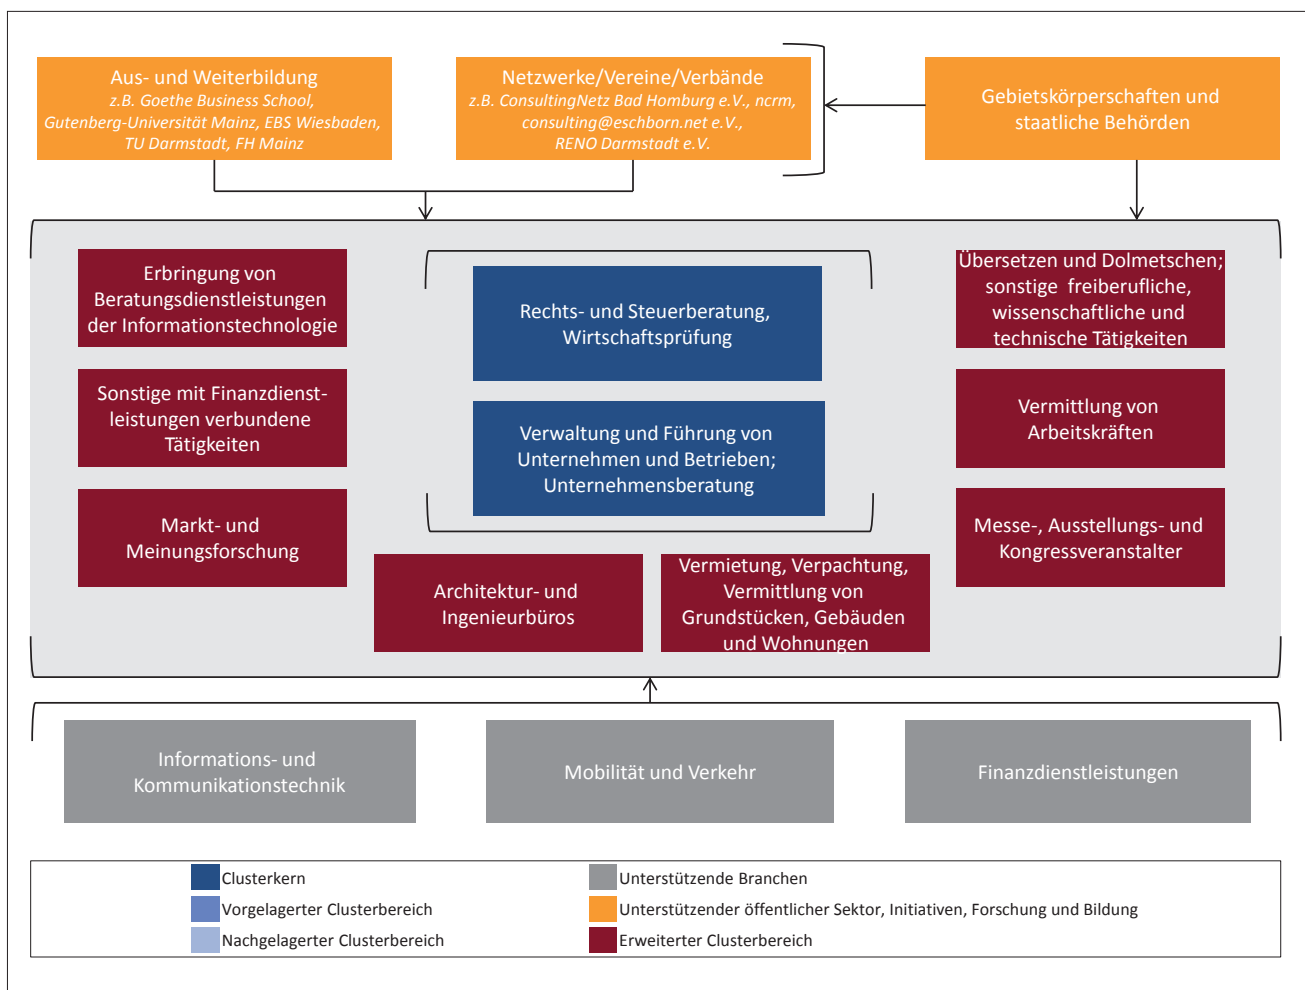 Aus- und Weiterbildung
z.B. Goethe Business School,
Gutenberg-Universität Mainz, EBS Wiesbaden,
TU Darmstadt, FH Mainz
Netzwerke/Vereine/Verbände
z.B. ConsultingNetz Bad Homburg e.V., ncrm,
consulting@eschborn.net e.V.,
RENO Darmstadt e.V.
Gebietskörperschaften und
staatliche Behörden
Erbringung von
Beratungsdienstleistungen
der Informationstechnologie
Sonstige mit Finanzdienst-
leistungen verbundene
Tätigkeiten
Markt- und
Meinungsforschung
Rechts- und Steuerberatung,
Wirtschaftsprüfung
Verwaltung und Führung von
Unternehmen und Betrieben;
Unternehmensberatung
Architektur- und
Ingenieurbüros
Vermietung, Verpachtung,
Vermittlung von
Grundstücken, Gebäuden
und Wohnungen
Übersetzen und Dolmetschen;
sonstige freiberufliche,
wissenschaftliche und
technische Tätigkeiten
Vermittlung von
Arbeitskräften
Messe-, Ausstellungs- und
Kongressveranstalter
Informations- und
Kommunikationstechnik
Mobilität und Verkehr
Finanzdienstleistungen
Clusterkern
Vorgelagerter Clusterbereich
Nachgelagerter Clusterbereich
Unterstützende Branchen
Unterstützender öffentlicher Sektor, Initiativen, Forschung und Bildung
Erweiterter Clusterbereich